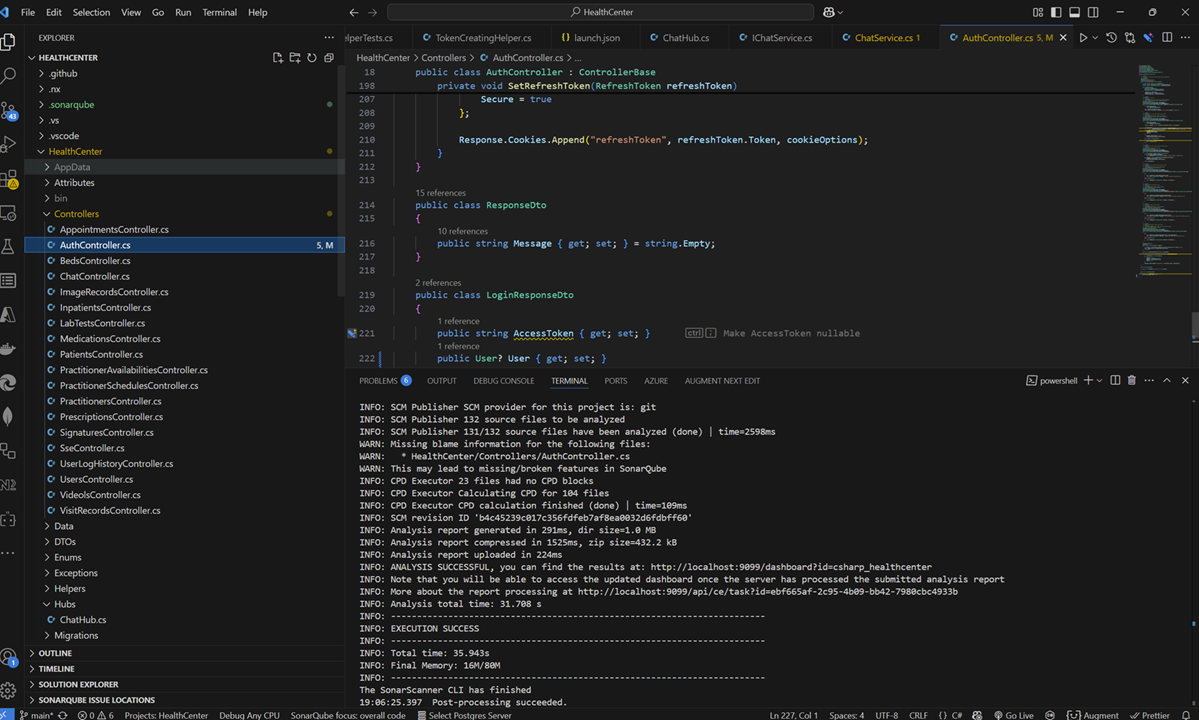 File Edit Selection View Go Run Terminal Help
HealthCenter
EXPLORER
HEALTHCENTER
.github
.nx
.sonarqube
.vs
.vscode
HealthCenter
AppData
Attributes
bin
Controllers
AppointmentsController.cs
AuthController.cs 5, M
BedsController.cs
ChatController.cs
ImageRecordsController.cs
InpatientsController.cs
LabTestsController.cs
MedicationsController.cs
PatientsController.cs
PractitionerAvailabilitiesController.cs
PractitionerSchedulesController.cs
PractitionersController.cs
PrescriptionsController.cs
SignaturesController.cs
SseController.cs
UserLogHistoryController.cs
UsersController.cs
VideoIsController.cs
VisitRecordsController.cs
Data
DTOs
Enums
Exceptions
Helpers
Hubs
ChatHub.cs
Migrations
OUTLINE
TIMELINE
SOLUTION EXPLORER
SONARQUBE ISSUE LOCATIONS
43
1
elperTests.cs TokenCreatingHelper.cs launch.json ChatHub.cs IChatService.cs ChatService.cs 1 AuthController.cs 5, M
HealthCenter > Controllers > AuthController.cs > ...
18 public class AuthController : ControllerBase
198 private void SetRefreshToken(RefreshToken refreshToken)
207 Secure = true
208 };
209
210 Response.Cookies.Append("refreshToken", refreshToken.Token, cookieOptions);
211 }
212 }
213
15 references
214 public class ResponseDto
215 {
10 references
216 public string Message { get; set; } = string.Empty;
217 }
218
2 references
219 public class LoginResponseDto
220 {
1 reference
221 public string AccessToken { get; set; } ctrl ; Make AccessToken nullable
1 reference
222 public User? User { get; set; }
PROBLEMS 6 OUTPUT DEBUG CONSOLE TERMINAL PORTS AZURE AUGMENT NEXT EDIT powershell
INFO: SCM Publisher SCM provider for this project is: git
INFO: SCM Publisher 132 source files to be analyzed
INFO: SCM Publisher 131/132 source files have been analyzed (done) | time=2598ms
WARN: Missing blame information for the following files:
WARN: * HealthCenter/Controllers/AuthController.cs
WARN: This may lead to missing/broken features in SonarQube
INFO: CPD Executor 23 files had no CPD blocks
INFO: CPD Executor Calculating CPD for 104 files
INFO: CPD Executor CPD calculation finished (done) | time=109ms
INFO: SCM revision ID 'b4c45239c017c356fdfeb7af8ea0032d6fdbff60'
INFO: Analysis report generated in 291ms, dir size=1.0 MB
INFO: Analysis report compressed in 1525ms, zip size=432.2 kB
INFO: Analysis report uploaded in 224ms
INFO: ANALYSIS SUCCESSFUL, you can find the results at: http://localhost:9099/dashboard?id=csharp_healthcenter
INFO: Note that you will be able to access the updated dashboard once the server has processed the submitted analysis report
INFO: More about the report processing at http://localhost:9099/api/ce/task?id=ebf665af-2c95-4b09-bb42-7980cbc4933b
INFO: Analysis total time: 31.708 s
INFO: ------------------------------------------------------------------------
INFO: EXECUTION SUCCESS
INFO: ------------------------------------------------------------------------
INFO: Total time: 35.943s
INFO: Final Memory: 16M/80M
INFO: ------------------------------------------------------------------------
The SonarScanner CLI has finished
19:06:25.397 Post-processing succeeded.
main* 0 6 Projects: HealthCenter Debug Any CPU SonarQube focus: overall code Select Postgres Server Ln 227, Col 1 Spaces: 4 UTF-8 CRLF {} C# Go Live Augment Prettier